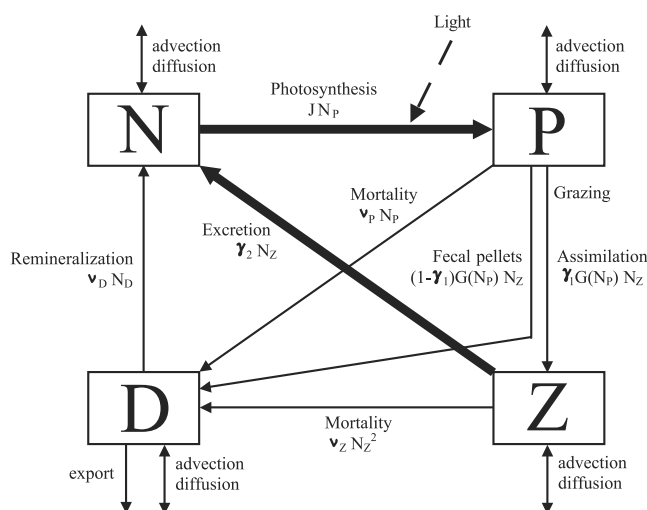 Light
advection
diffusion
advection
diffusion
Photosynthesis
J N_P
N
P
Mortality
ν_P N_P
Grazing
Excretion
γ_2 N_Z
Remineralization
ν_D N_D
Fecal pellets
(1-γ_1)G(N_P) N_Z
Assimilation
γ_1G(N_P) N_Z
D
Z
Mortality
ν_Z N_Z^2
export
advection
diffusion
advection
diffusion